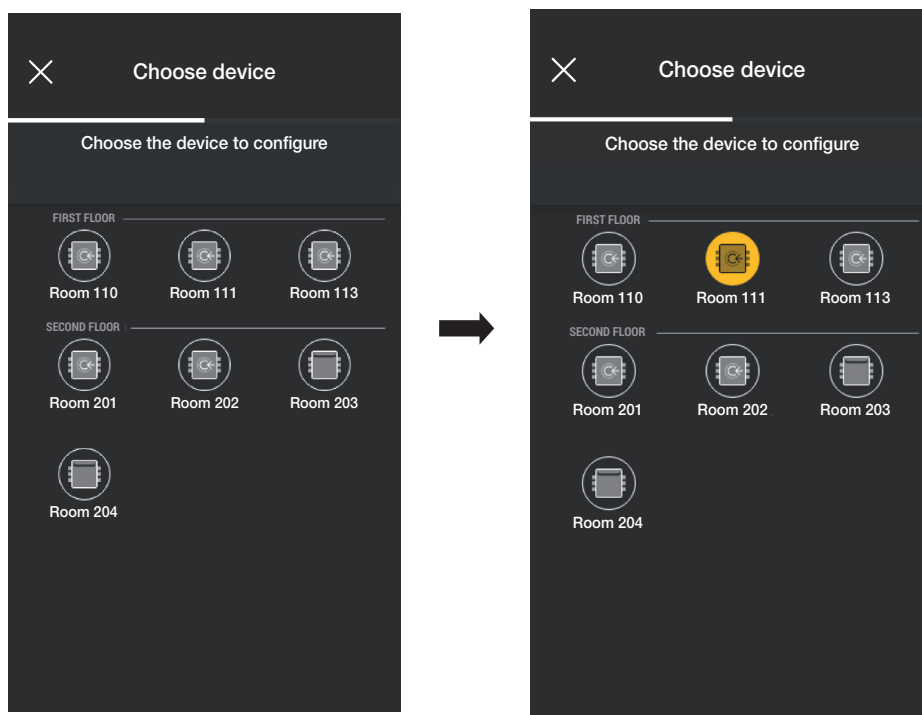 Choose device
Choose the device to configure
FIRST FLOOR
Room 110 Room 111 Room 113
SECOND FLOOR
Room 201 Room 202 Room 203
Room 204
Choose device
Choose the device to configure
FIRST FLOOR
Room 110 Room 111 Room 113
SECOND FLOOR
Room 201 Room 202 Room 203
Room 204